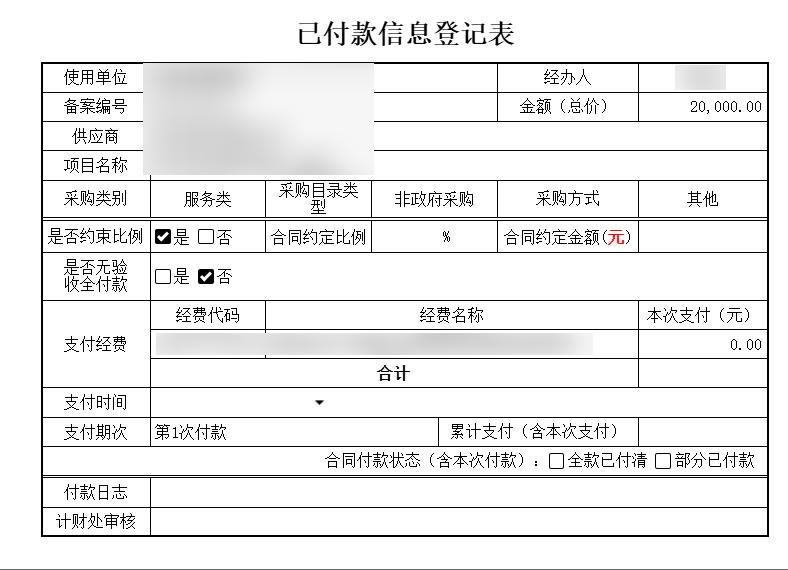 已付款信息登记表
使用单位 经办人
备案编号 金额（总价） 20,000.00
供应商
项目名称
采购类别 服务类 采购目录类型 非政府采购 采购方式 其他
是否约束比例 是 否 合同约定比例 % 合同约定金额(元)
是否无验
收全付款 是 否
支付经费 经费代码 经费名称 本次支付（元）
0.00
合计
支付时间
支付期次 第1次付款 累计支付（含本次支付）
合同付款状态（含本次付款）： 全款已付清 部分已付款
付款日志
计财处审核